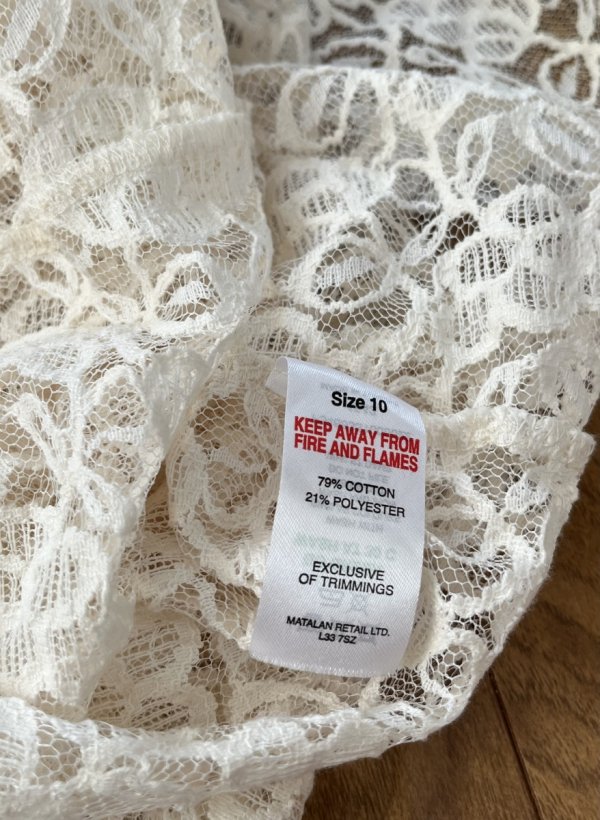 Size 10
KEEP AWAY FROM
FIRE AND FLAMES
79% COTTON
21% POLYESTER
EXCLUSIVE
OF TRIMMINGS
MATALAN RETAIL LTD.
L33 7SZ